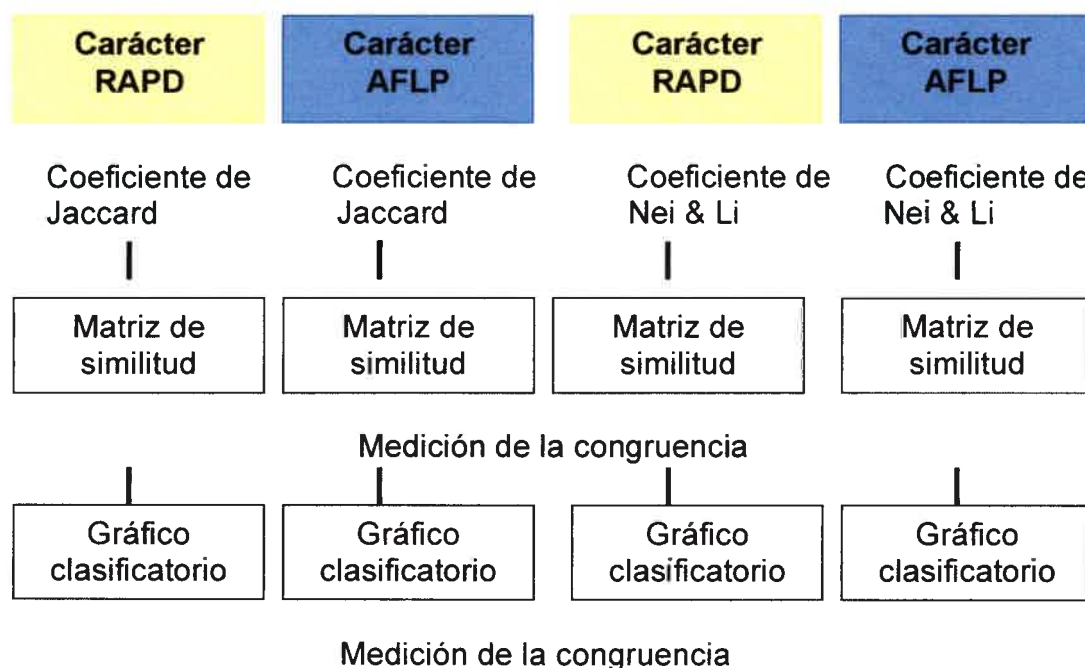 Carácter
RAPD
Carácter
AFLP
Carácter
RAPD
Carácter
AFLP
Coeficiente de
Jaccard
Coeficiente de
Jaccard
Coeficiente de
Nei & Li
Coeficiente de
Nei & Li
Matriz de
similitud
Matriz de
similitud
Matriz de
similitud
Matriz de
similitud
Medición de la congruencia
Gráfico
clasificatorio
Gráfico
clasificatorio
Gráfico
clasificatorio
Gráfico
clasificatorio
Medición de la congruencia